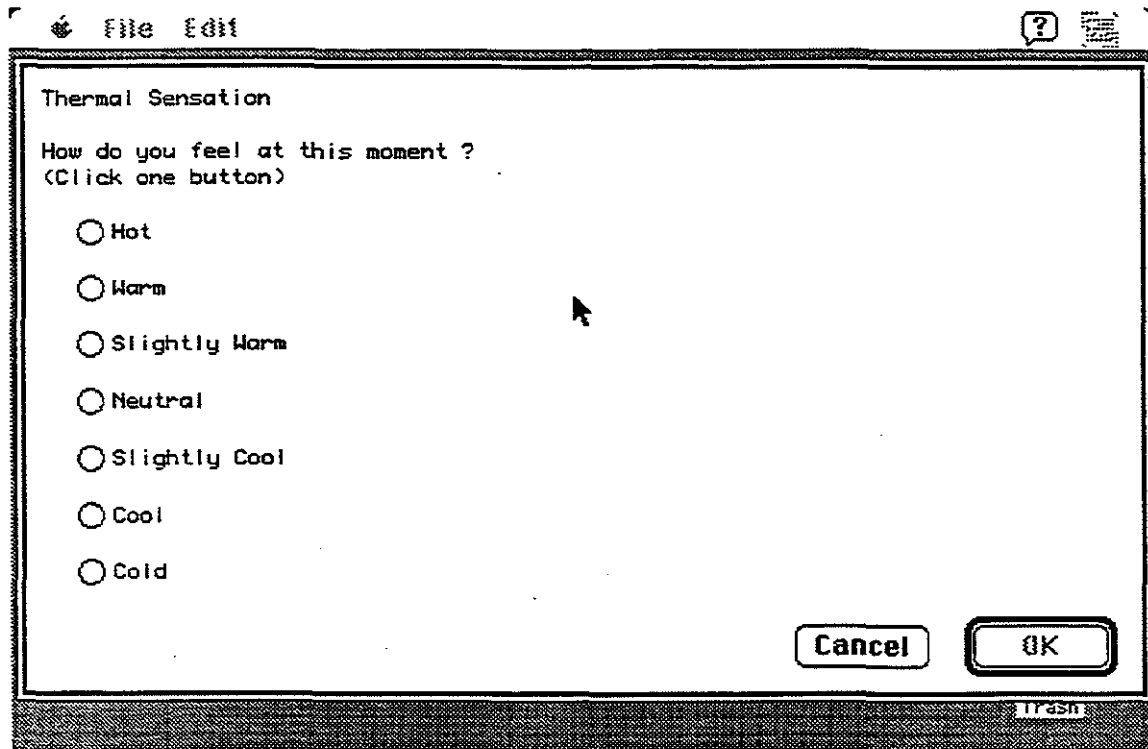 File Edit
?
Thermal Sensation
How do you feel at this moment ?
(Click one button)
Hot
Warm
Slightly Warm
Neutral
Slightly Cool
Cool
Cold
Cancel OK
Trash